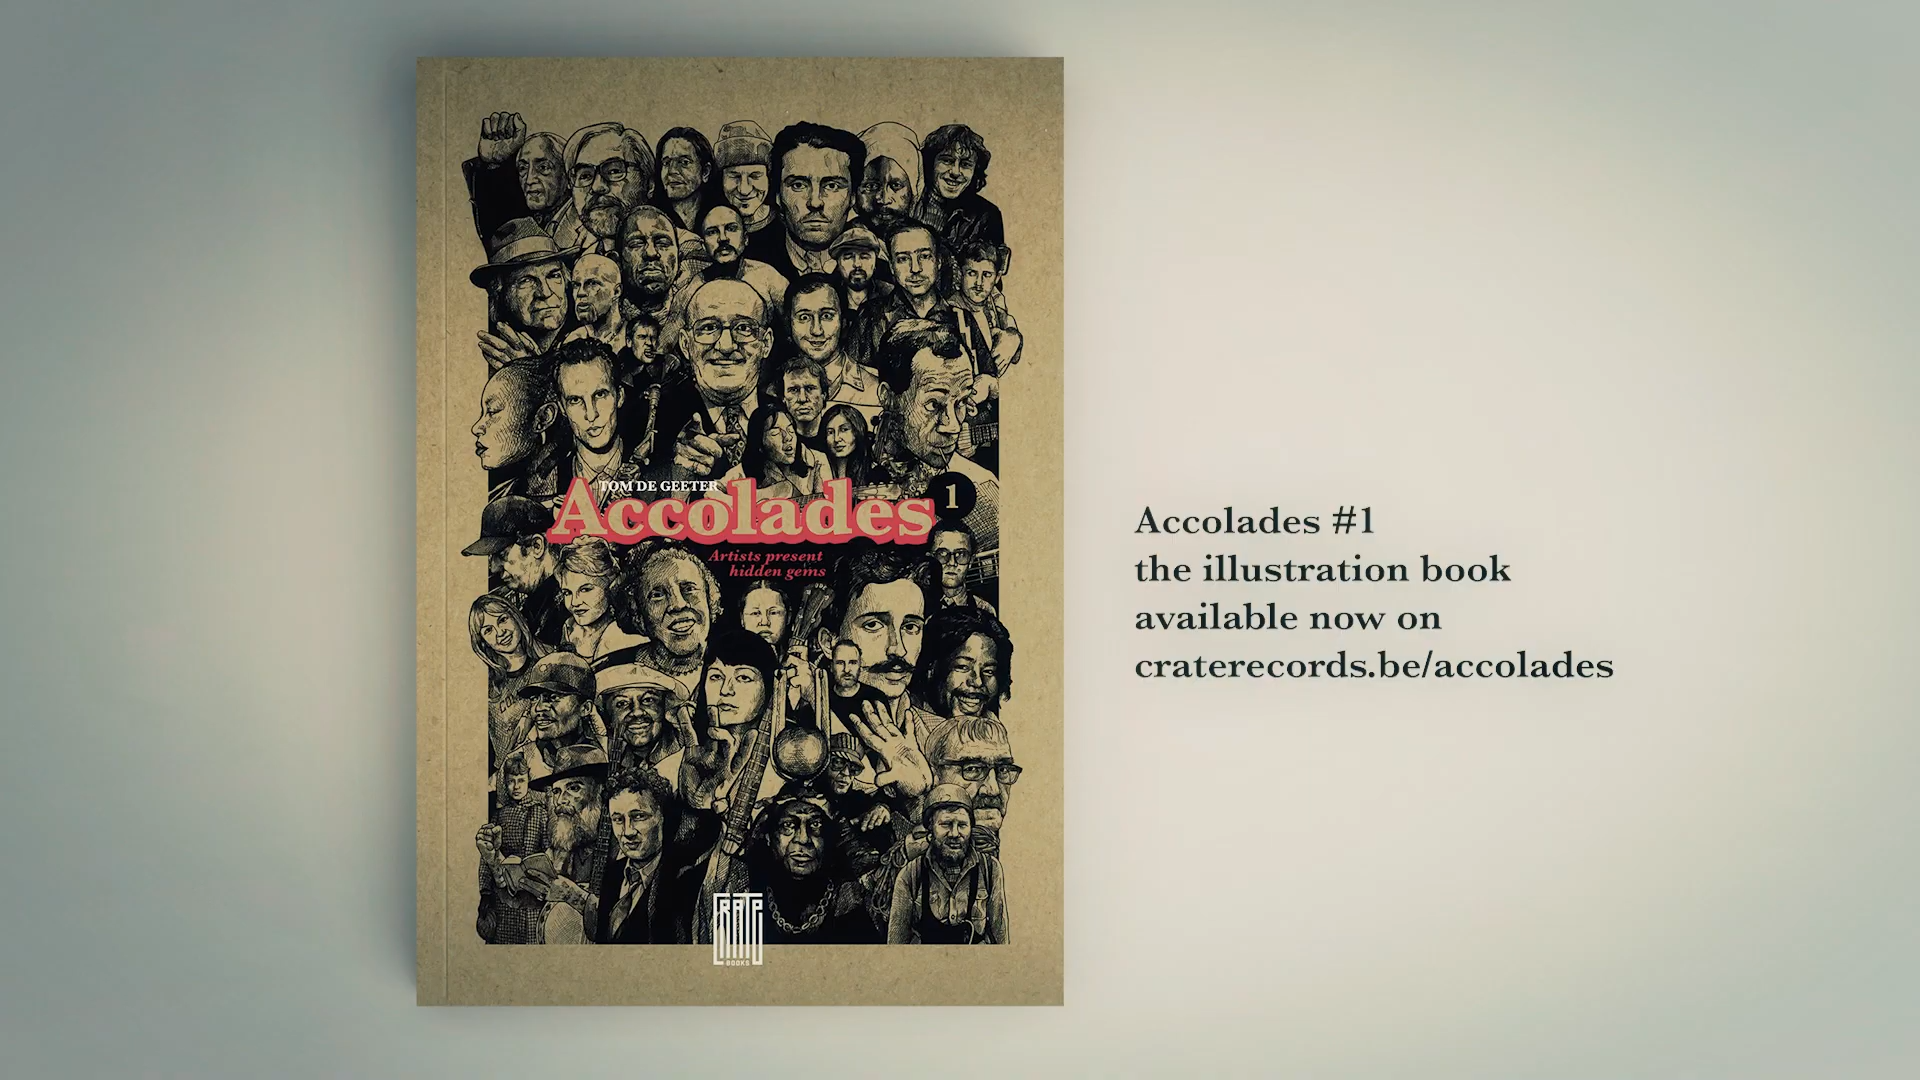 TOM DE GEETER
Accolades
1
Artists present
hidden gems
CRATE
BOOKS
Accolades #1
the illustration book
available now on
craterecords.be/accolades